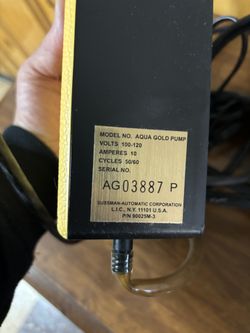 MODEL NO. AQUA GOLD PUMP
VOLTS 100-120
AMPERES 10
CYCLES 50/60
SERIAL NO.
AG03887 P
SUSSMAN-AUTOMATIC CORPORATION
L.I.C., N.Y. 11101 U.S.A.
P/N 90025M-3